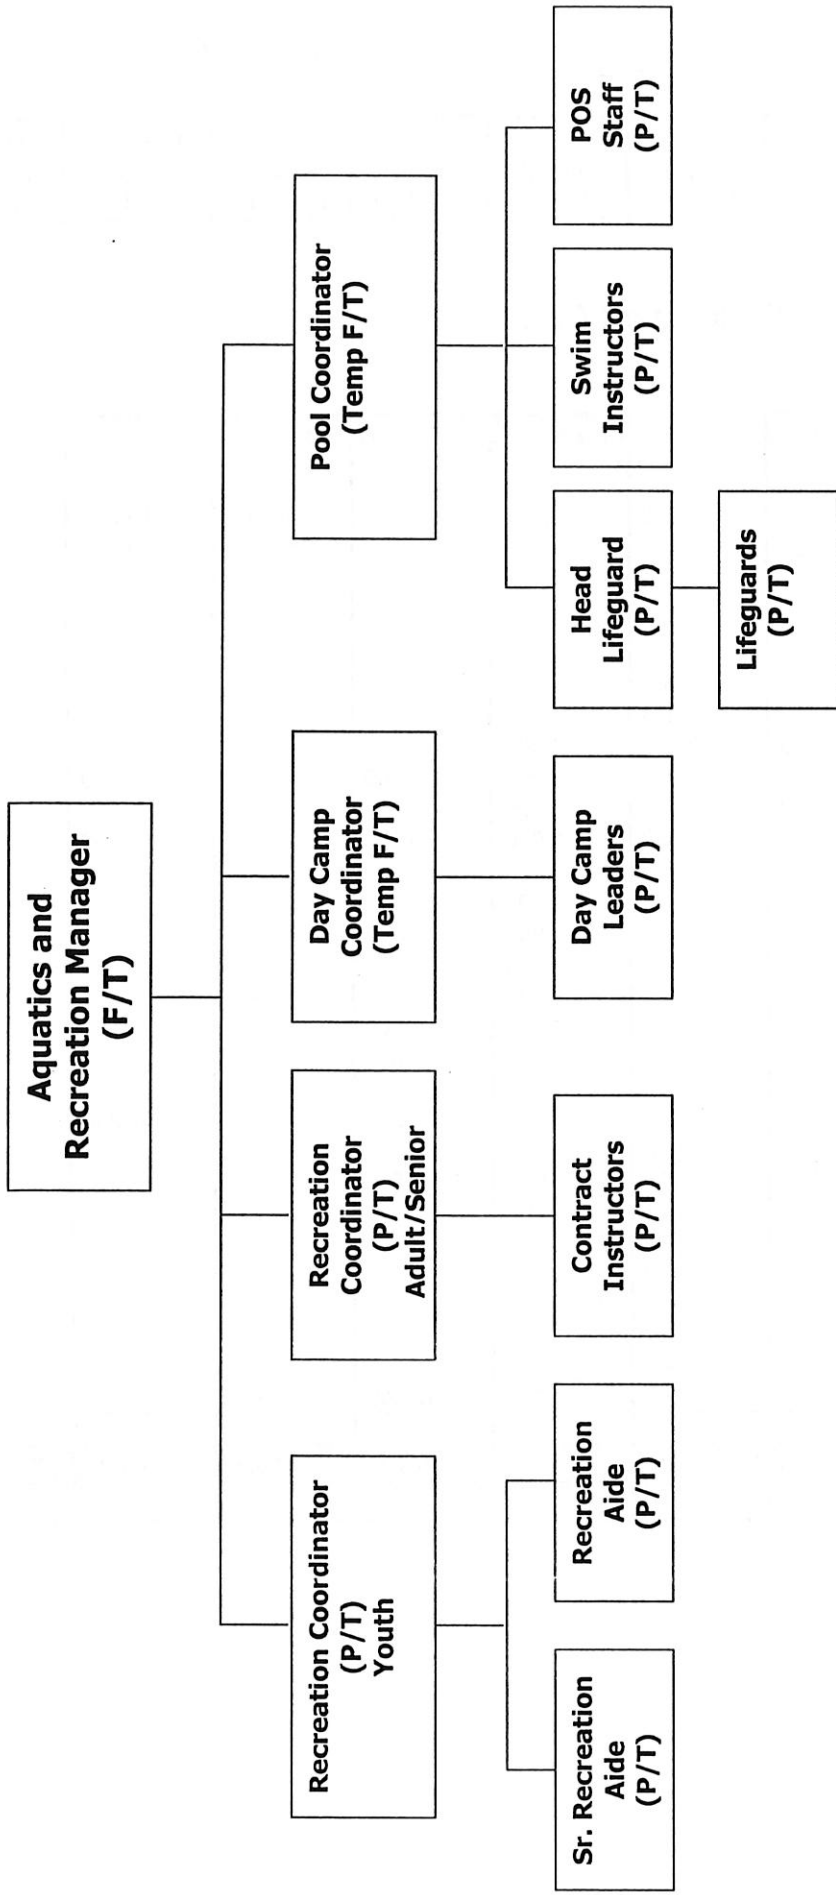 Aquatics and
Recreation Manager
(F/T)
Recreation Coordinator
(P/T)
Youth
Recreation
Coordinator
(P/T)
Adult/Senior
Day Camp
Coordinator
(Temp F/T)
Pool Coordinator
(Temp F/T)
Sr. Recreation
Aide
(P/T)
Recreation
Aide
(P/T)
Contract
Instructors
(P/T)
Day Camp
Leaders
(P/T)
Head
Lifeguard
(P/T)
Swim
Instructors
(P/T)
POS
Staff
(P/T)
Lifeguards
(P/T)